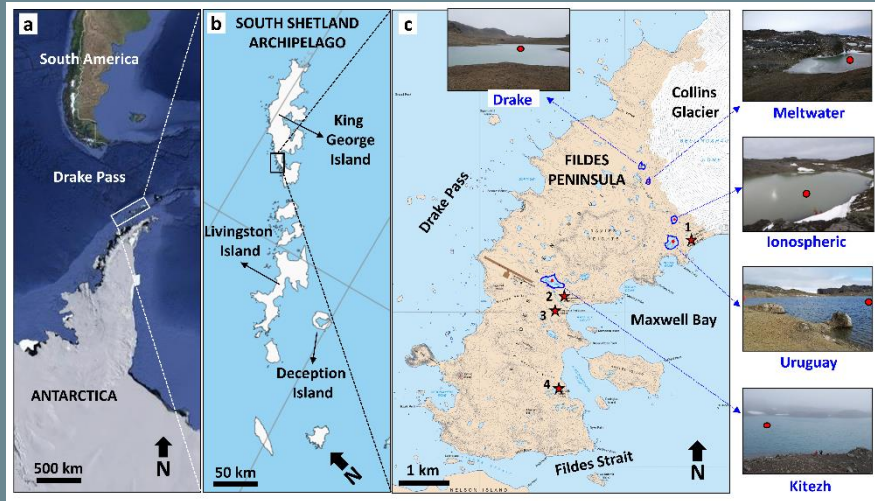 a
South America
Drake Pass
ANTARCTICA
500 km
N
b
SOUTH SHETLAND
ARCHIPELAGO
King
George
Island
Livingston
Island
Deception
Island
50 km
N
c
Drake
Collins
Glacier
FILDES
PENINSULA
Drake Pass
1
2
3
Maxwell Bay
4
Fildes Strait
NELSON ISLAND
1 km
N
Meltwater
Ionospheric
Uruguay
Kitezh